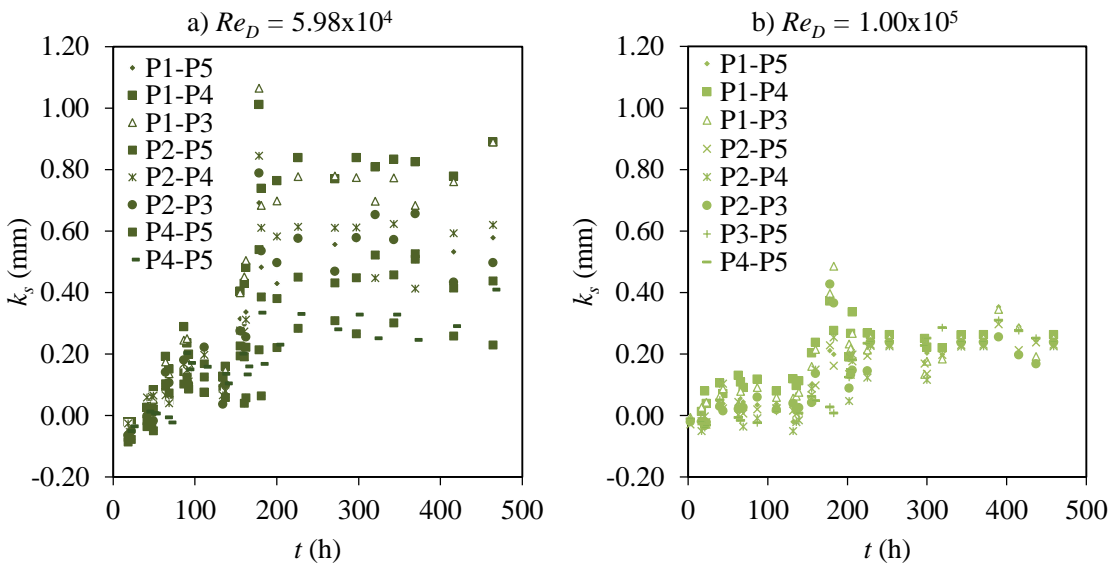 a) Re_D = 5.98x10⁴
1.20
1.00
0.80
0.60
0.40
0.20
0.00
-0.20
k_s (mm)
P1-P5
P1-P4
P1-P3
P2-P5
P2-P4
P2-P3
P4-P5
P4-P5
0 100 200 300 400 500
t (h)
b) Re_D = 1.00x10⁵
1.20
1.00
0.80
0.60
0.40
0.20
0.00
-0.20
k_s (mm)
P1-P5
P1-P4
P1-P3
P2-P5
P2-P4
P2-P3
P3-P5
P4-P5
0 100 200 300 400 500
t (h)